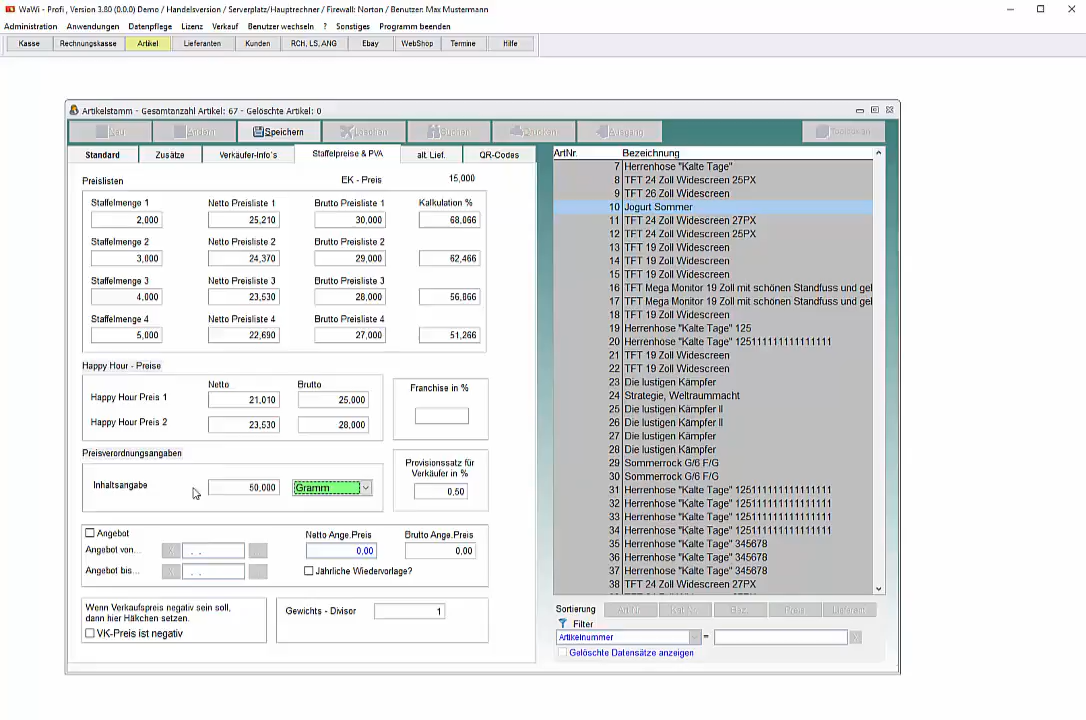 WaWi - Profi , Version 3.80 (0.0.0) Demo / Handelsversion / Serverplatz/Hauptrechner / Firewall: Norton / Benutzer: Max Mustermann
Administration Anwendungen Datenpflege Lizenz Verkauf Benutzer wechseln ? Sonstiges Programm beenden
Kasse Rechnungskasse Artikel Lieferanten Kunden RCH, LS, ANG Ebay WebShop Termine Hilfe
Artikelstamm - Gesamtanzahl Artikel: 67 - Gelöschte Artikel: 0
Neu Ändern Speichern Löschen Suchen Drucken Ausgang
Standard Zusätze Verkäufer-Info's Staffelpreise & PVA alt. Lief. QR-Codes
Preislisten EK - Preis 15,000
Staffelmenge 1 Netto Preisliste 1 Brutto Preisliste 1 Kalkulation %
2,000 25,210 30,000 68,066
Staffelmenge 2 Netto Preisliste 2 Brutto Preisliste 2
3,000 24,370 29,000 62,466
Staffelmenge 3 Netto Preisliste 3 Brutto Preisliste 3
4,000 23,530 28,000 56,866
Staffelmenge 4 Netto Preisliste 4 Brutto Preisliste 4
5,000 22,690 27,000 51,266
Happy Hour - Preise
Netto Brutto
Happy Hour Preis 1 21,010 25,000
Happy Hour Preis 2 23,530 28,000
Franchise in %
Preisverordnungsangaben
Inhaltsangabe 50,000 Gramm
Provisionssatz für
Verkäufer in %
0,50
Angebot Netto Ange.Preis Brutto Ange.Preis
Angebot von... . . 0,00 0,00
Angebot bis... . . Jährliche Wiedervorlage?
Wenn Verkaufspreis negativ sein soll,
dann hier Häkchen setzen.
VK-Preis ist negativ
Gewichts - Divisor 1
ArtNr. Bezeichnung
7 Herrenhose "Kalte Tage"
8 TFT 24 Zoll Widescreen 25PX
9 TFT 26 Zoll Widescreen
10 Jogurt Sommer
11 TFT 24 Zoll Widescreen 27PX
12 TFT 24 Zoll Widescreen 25PX
13 TFT 19 Zoll Widescreen
14 TFT 19 Zoll Widescreen
15 TFT 19 Zoll Widescreen
16 TFT Mega Monitor 19 Zoll mit schönen Standfuss und gel
17 TFT Mega Monitor 19 Zoll mit schönen Standfuss und gel
18 TFT 19 Zoll Widescreen
19 Herrenhose "Kalte Tage" 125
20 Herrenhose "Kalte Tage" 125111111111111111
21 TFT 19 Zoll Widescreen
22 TFT 19 Zoll Widescreen
23 Die lustigen Kämpfer
24 Strategie, Weltraummacht
25 Die lustigen Kämpfer II
26 Die lustigen Kämpfer II
27 Die lustigen Kämpfer
28 Die lustigen Kämpfer
29 Sommerrock G/6 F/G
30 Sommerrock G/6 F/G
31 Herrenhose "Kalte Tage" 125111111111111111
32 Herrenhose "Kalte Tage" 125111111111111111
33 Herrenhose "Kalte Tage" 125111111111111111
34 Herrenhose "Kalte Tage" 125111111111111111
35 Herrenhose "Kalte Tage" 345678
36 Herrenhose "Kalte Tage" 345678
37 Herrenhose "Kalte Tage" 345678
38 TFT 24 Zoll Widescreen 27PX
Sortierung Art.Nr. Bez. Preis Lieferant
Filter
Artikelnummer =
Gelöschte Datensätze anzeigen